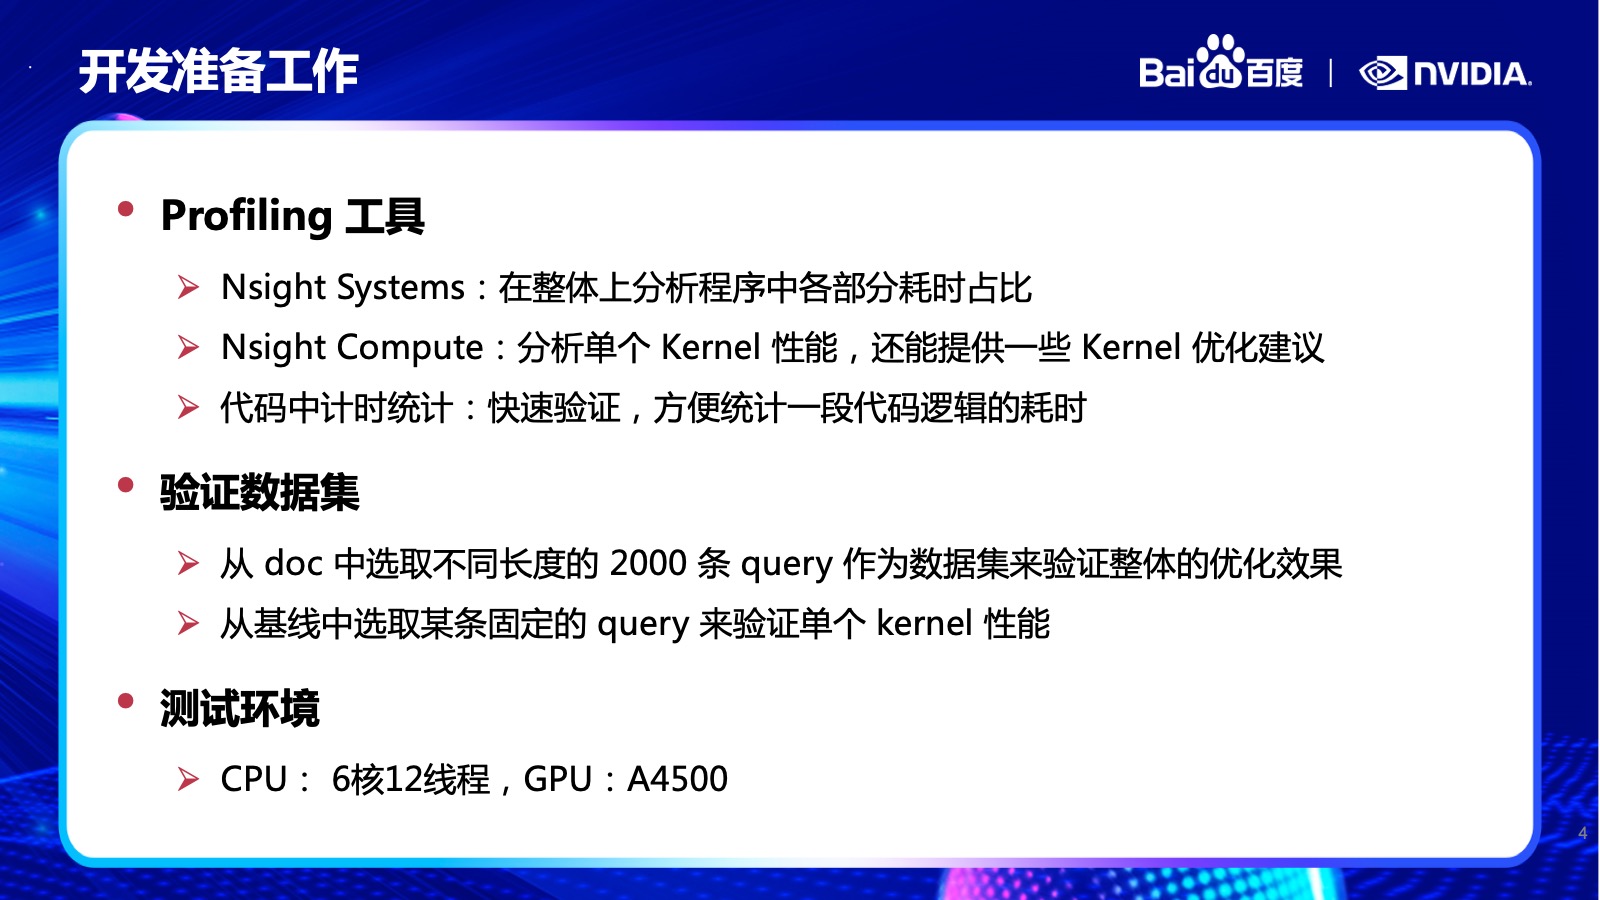 开发准备工作
Baidu百度 | NVIDIA.
Profiling 工具
Nsight Systems：在整体上分析程序中各部分耗时占比
Nsight Compute：分析单个 Kernel 性能，还能提供一些 Kernel 优化建议
代码中计时统计：快速验证，方便统计一段代码逻辑的耗时
验证数据集
从 doc 中选取不同长度的 2000 条 query 作为数据集来验证整体的优化效果
从基线中选取某条固定的 query 来验证单个 kernel 性能
测试环境
CPU： 6核12线程，GPU：A4500
4